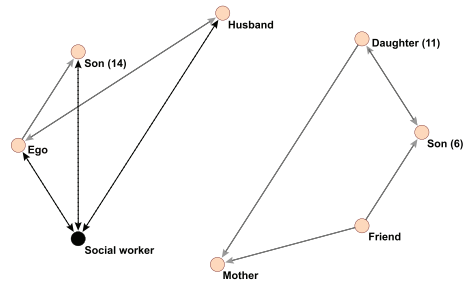 Husband
Daughter (11)
Son (14)
Son (6)
Ego
Friend
Social worker
Mother